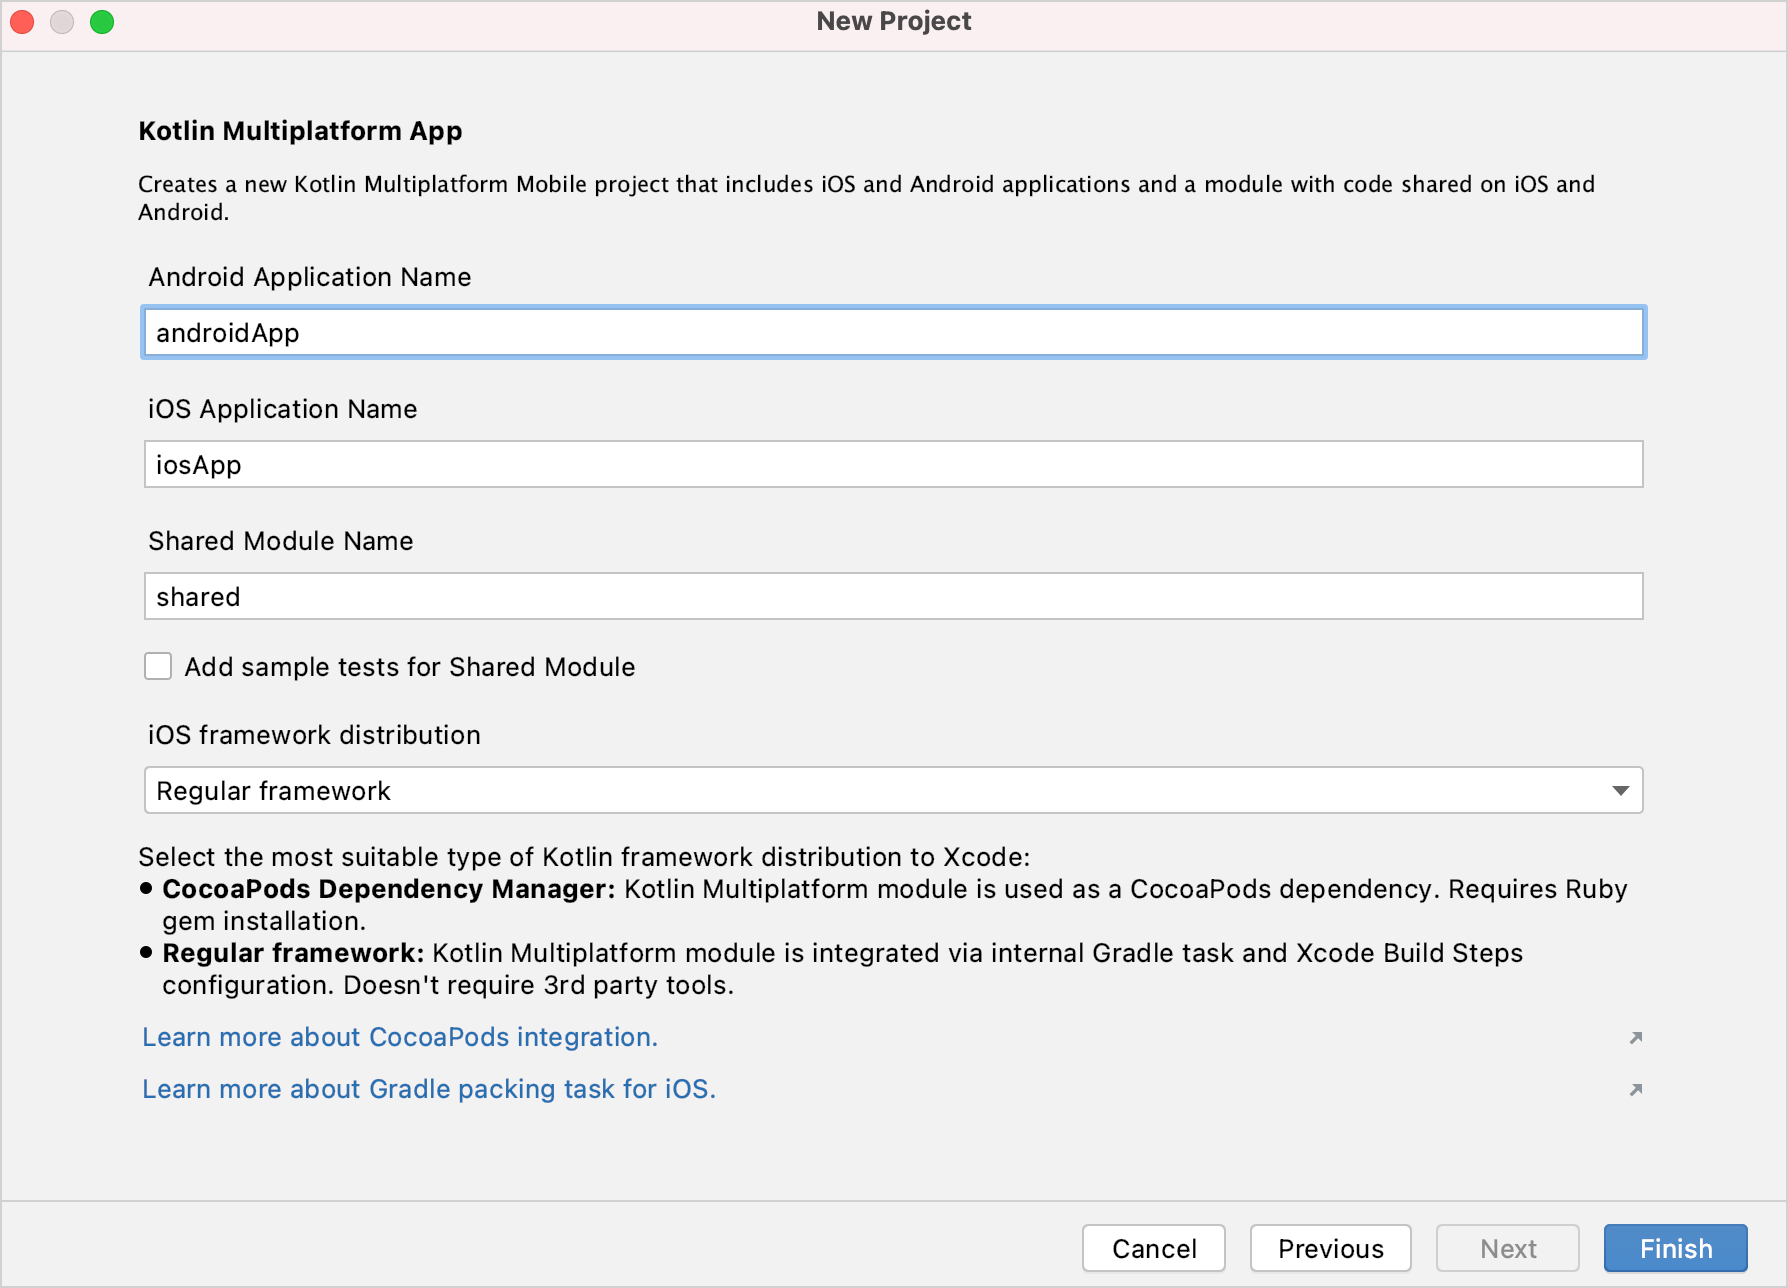 New Project
Kotlin Multiplatform App
Creates a new Kotlin Multiplatform Mobile project that includes iOS and Android applications and a module with code shared on iOS and
Android.
Android Application Name
androidApp
iOS Application Name
iosApp
Shared Module Name
shared
Add sample tests for Shared Module
iOS framework distribution
Regular framework
Select the most suitable type of Kotlin framework distribution to Xcode:
• CocoaPods Dependency Manager: Kotlin Multiplatform module is used as a CocoaPods dependency. Requires Ruby
gem installation.
• Regular framework: Kotlin Multiplatform module is integrated via internal Gradle task and Xcode Build Steps
configuration. Doesn't require 3rd party tools.
Learn more about CocoaPods integration.
Learn more about Gradle packing task for iOS.
Cancel Previous Next Finish